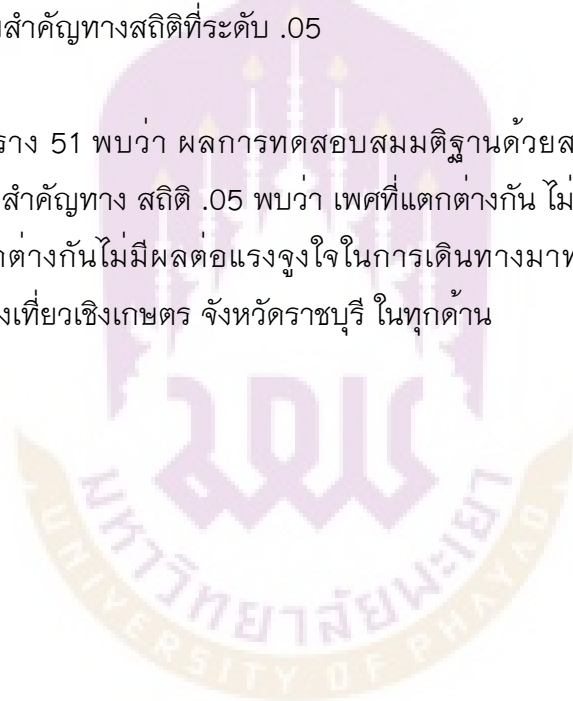 งสำคัญทางสถิติที่ระดับ .05
ราง 51 พบว่า ผลการทดสอบสมมติฐานด้วยส
สำคัญทาง สถิติ .05 พบว่า เพศที่แตกต่างกัน ไม่
กต่างกันไม่มีผลต่อแรงจูงใจในการเดินทางมาท
งเที่ยวเชิงเกษตร จังหวัดราชบุรี ในทุกด้าน
มหาวิทยาลัยพะเยา
UNIVERSITY OF PHAYAO